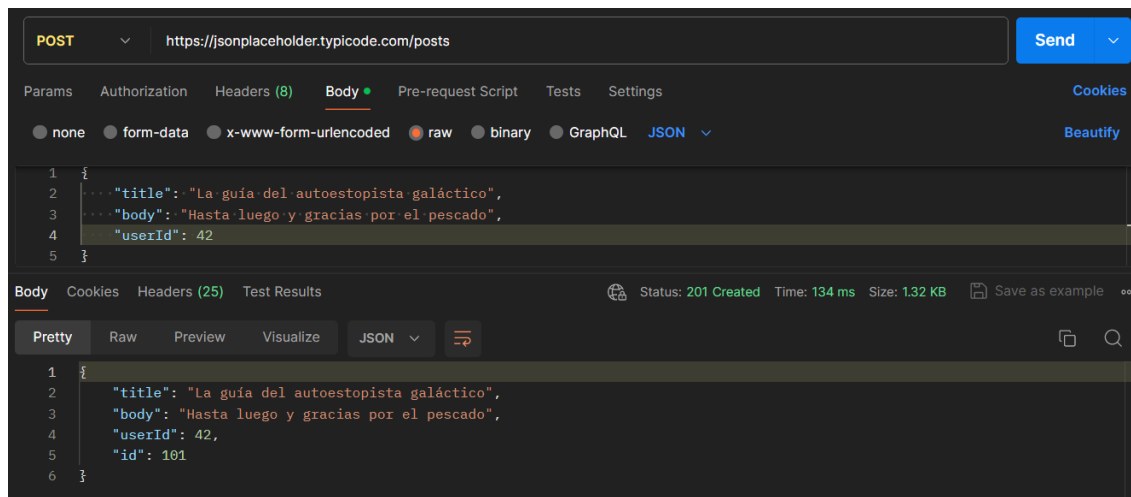 POST https://jsonplaceholder.typicode.com/posts Send
Params Authorization Headers (8) Body Pre-request Script Tests Settings Cookies
none form-data x-www-form-urlencoded raw binary GraphQL JSON Beautify
1 {
2 "title": "La guía del autoestopista galáctico",
3 "body": "Hasta luego y gracias por el pescado",
4 "userId": 42
5 }
Body Cookies Headers (25) Test Results Status: 201 Created Time: 134 ms Size: 1.32 KB Save as example
Pretty Raw Preview Visualize JSON
1 {
2 "title": "La guía del autoestopista galáctico",
3 "body": "Hasta luego y gracias por el pescado",
4 "userId": 42,
5 "id": 101
6 }